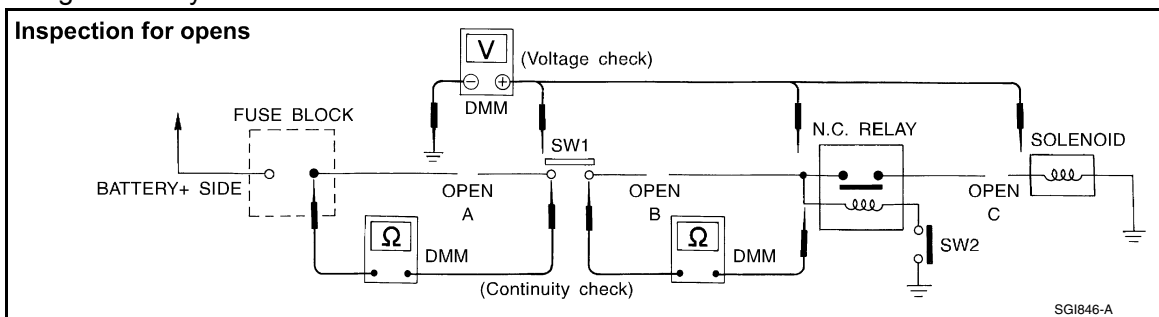 Inspection for opens
V
(Voltage check)
DMM
FUSE BLOCK
N.C. RELAY
SOLENOID
SW1
BATTERY+ SIDE
OPEN
A
OPEN
B
OPEN
C
Ω
DMM
Ω
DMM
SW2
(Continuity check)
SGI846-A